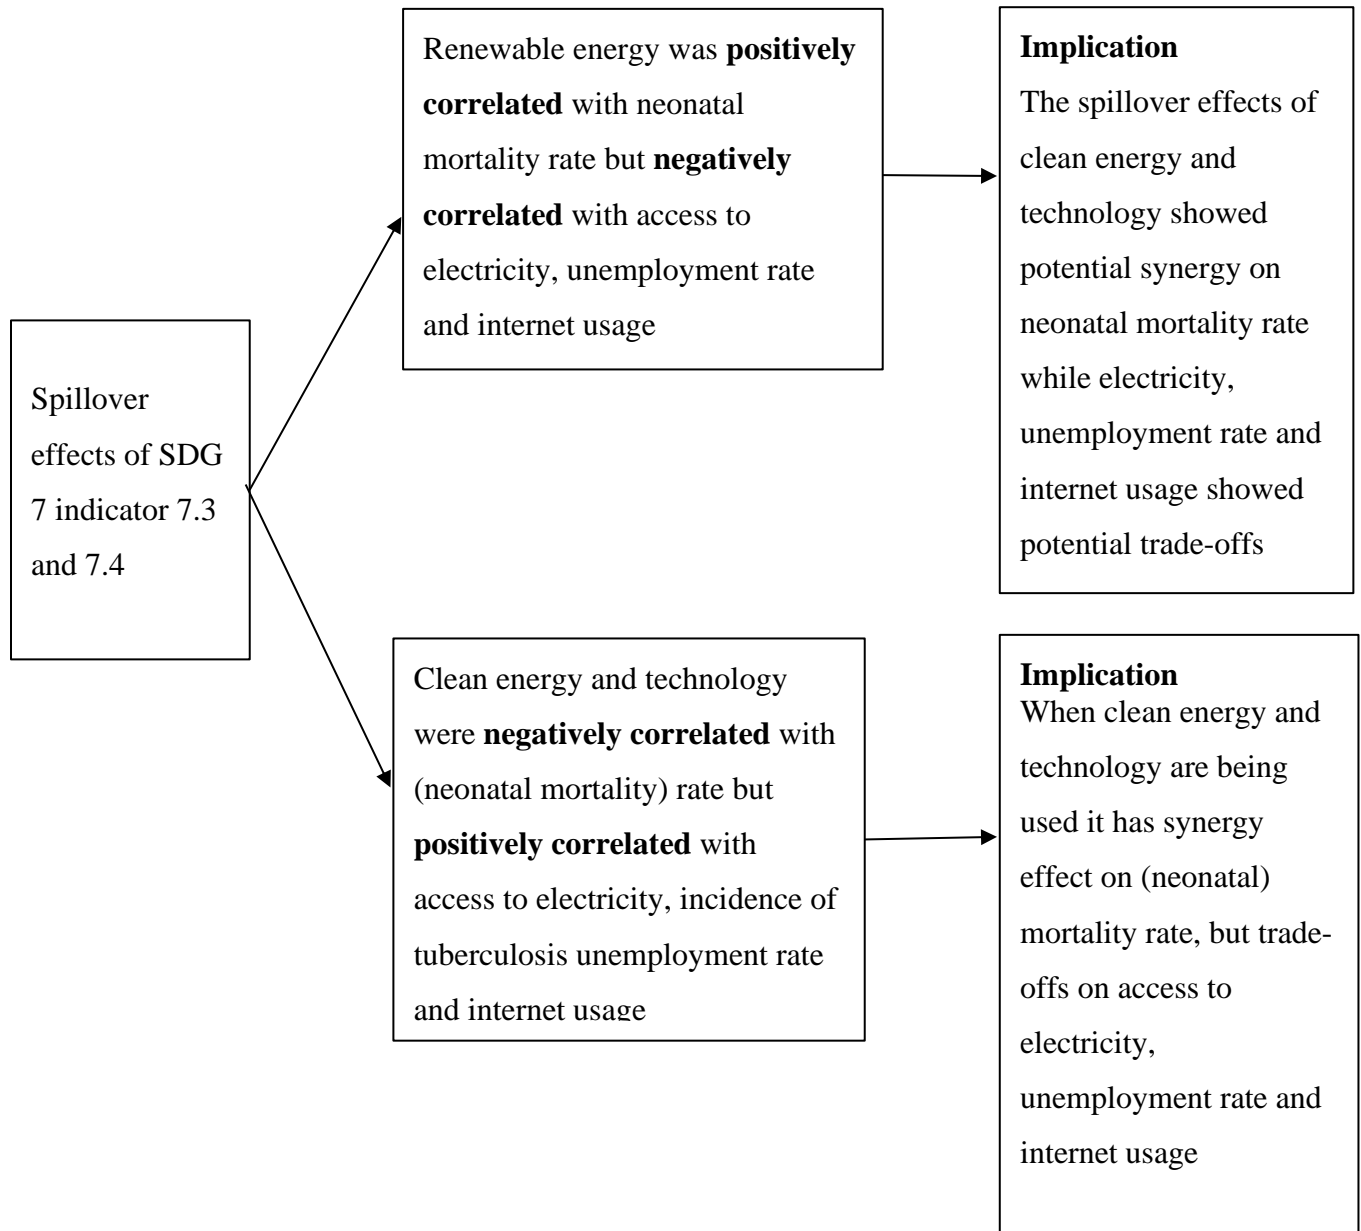 Spillover
effects of SDG
7 indicator 7.3
and 7.4
Renewable energy was positively
correlated with neonatal
mortality rate but negatively
correlated with access to
electricity, unemployment rate
and internet usage
Implication
The spillover effects of
clean energy and
technology showed
potential synergy on
neonatal mortality rate
while electricity,
unemployment rate and
internet usage showed
potential trade-offs
Clean energy and technology
were negatively correlated with
(neonatal mortality) rate but
positively correlated with
access to electricity, incidence of
tuberculosis unemployment rate
and internet usage
Implication
When clean energy and
technology are being
used it has synergy
effect on (neonatal)
mortality rate, but trade-
offs on access to
electricity,
unemployment rate and
internet usage